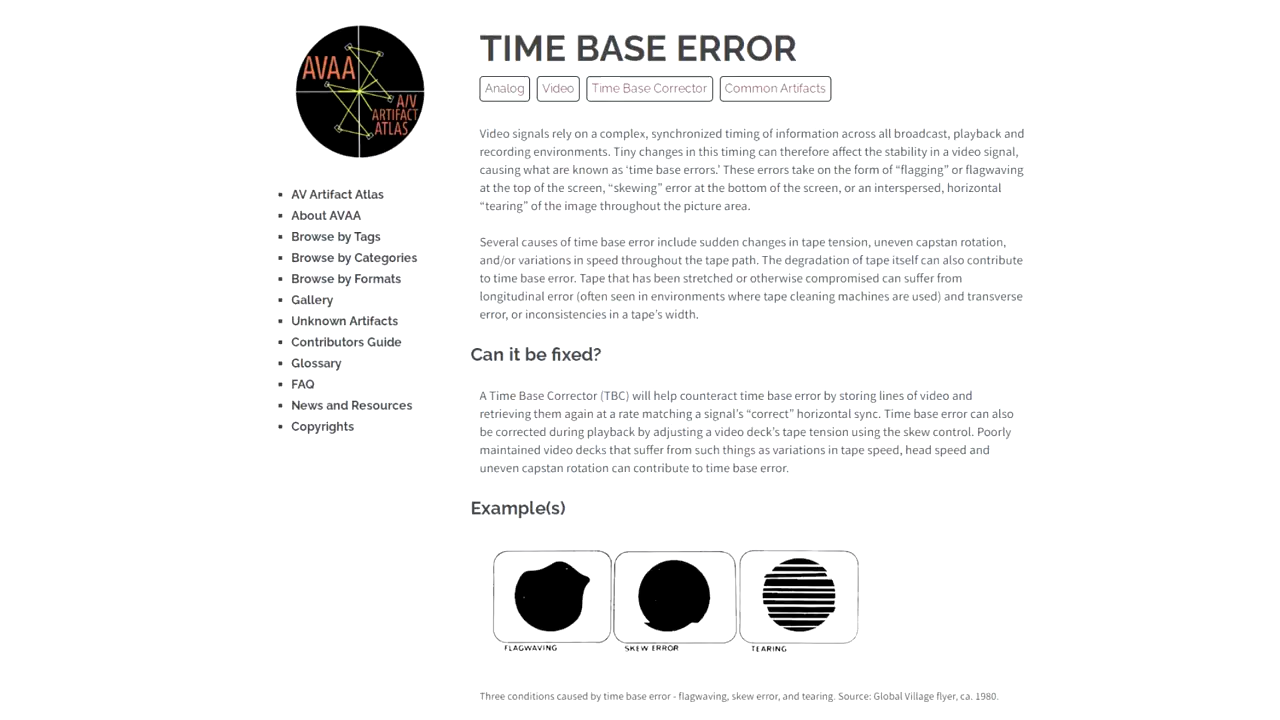 AVAA
A/V
ARTIFACT
ATLAS
AV Artifact Atlas
About AVAA
Browse by Tags
Browse by Categories
Browse by Formats
Gallery
Unknown Artifacts
Contributors Guide
Glossary
FAQ
News and Resources
Copyrights
TIME BASE ERROR
Analog Video Time Base Corrector Common Artifacts
Video signals rely on a complex, synchronized timing of information across all broadcast, playback and
recording environments. Tiny changes in this timing can therefore affect the stability in a video signal,
causing what are known as ‘time base errors.’ These errors take on the form of “flagging” or flagwaving
at the top of the screen, “skewing” error at the bottom of the screen, or an interspersed, horizontal
“tearing” of the image throughout the picture area.
Several causes of time base error include sudden changes in tape tension, uneven capstan rotation,
and/or variations in speed throughout the tape path. The degradation of tape itself can also contribute
to time base error. Tape that has been stretched or otherwise compromised can suffer from
longitudinal error (often seen in environments where tape cleaning machines are used) and transverse
error, or inconsistencies in a tape’s width.
Can it be fixed?
A Time Base Corrector (TBC) will help counteract time base error by storing lines of video and
retrieving them again at a rate matching a signal’s “correct” horizontal sync. Time base error can also
be corrected during playback by adjusting a video deck’s tape tension using the skew control. Poorly
maintained video decks that suffer from such things as variations in tape speed, head speed and
uneven capstan rotation can contribute to time base error.
Example(s)
FLAGWAVING SKEW ERROR TEARING
Three conditions caused by time base error - flagwaving, skew error, and tearing. Source: Global Village flyer, ca. 1980.